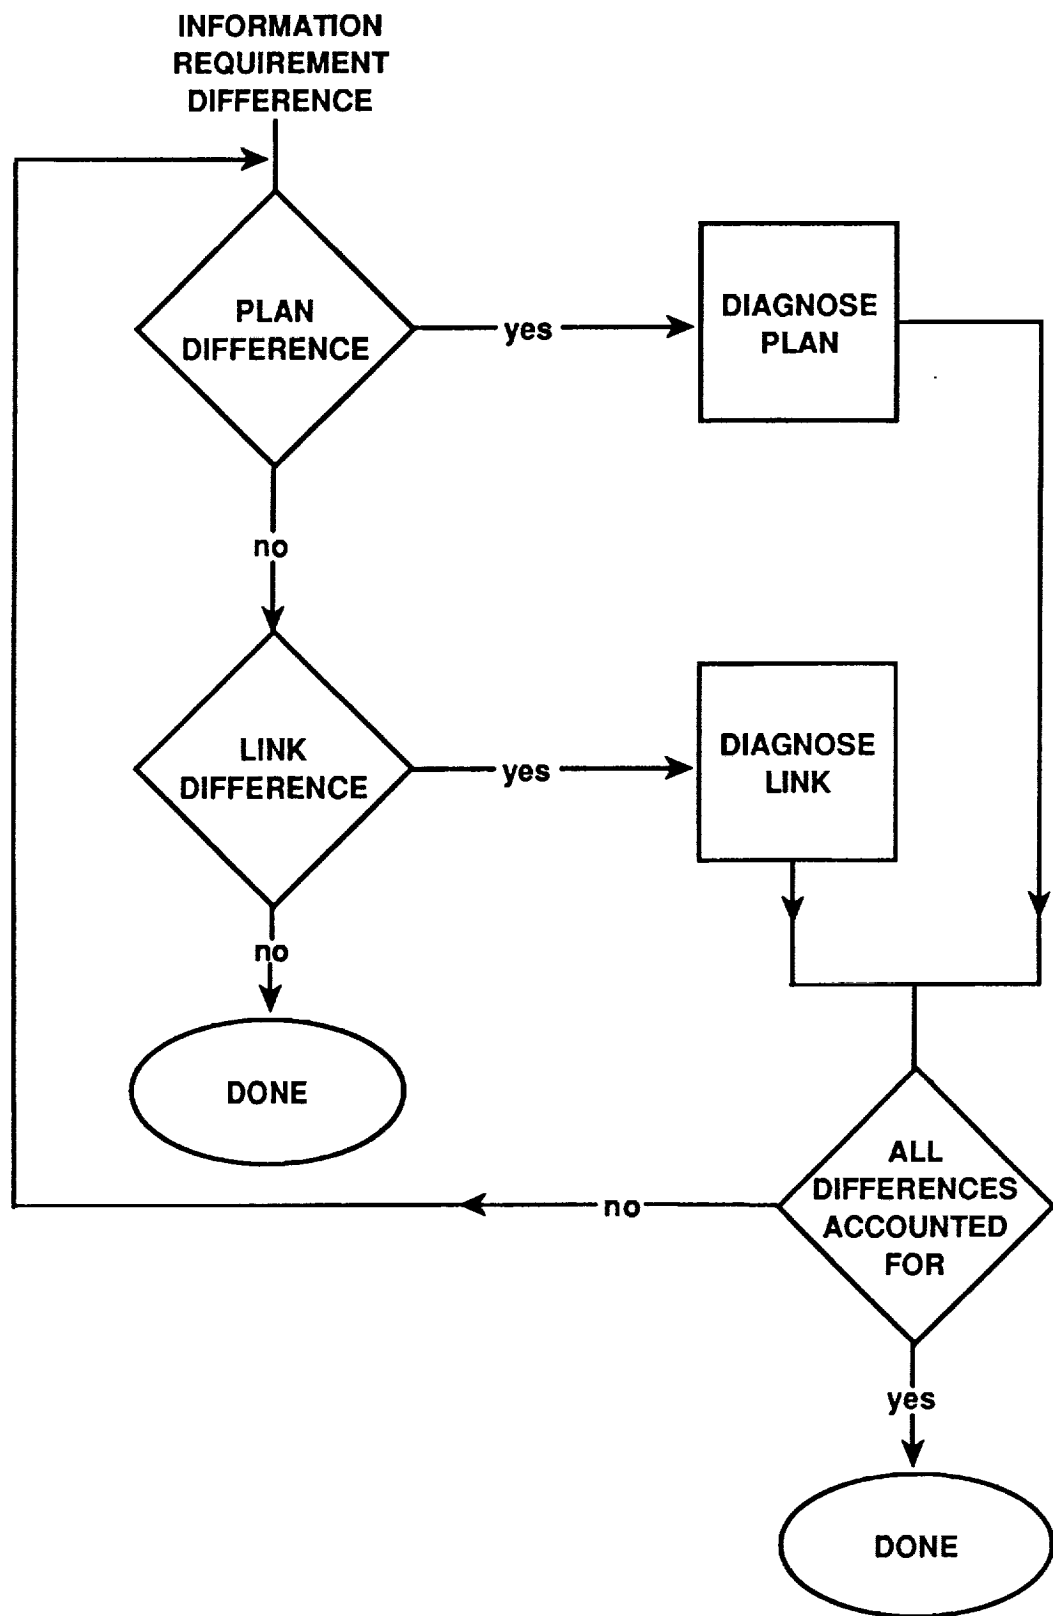 INFORMATION
REQUIREMENT
DIFFERENCE
PLAN
DIFFERENCE
yes
DIAGNOSE
PLAN
no
LINK
DIFFERENCE
yes
DIAGNOSE
LINK
no
DONE
ALL
DIFFERENCES
ACCOUNTED
FOR
no
yes
DONE